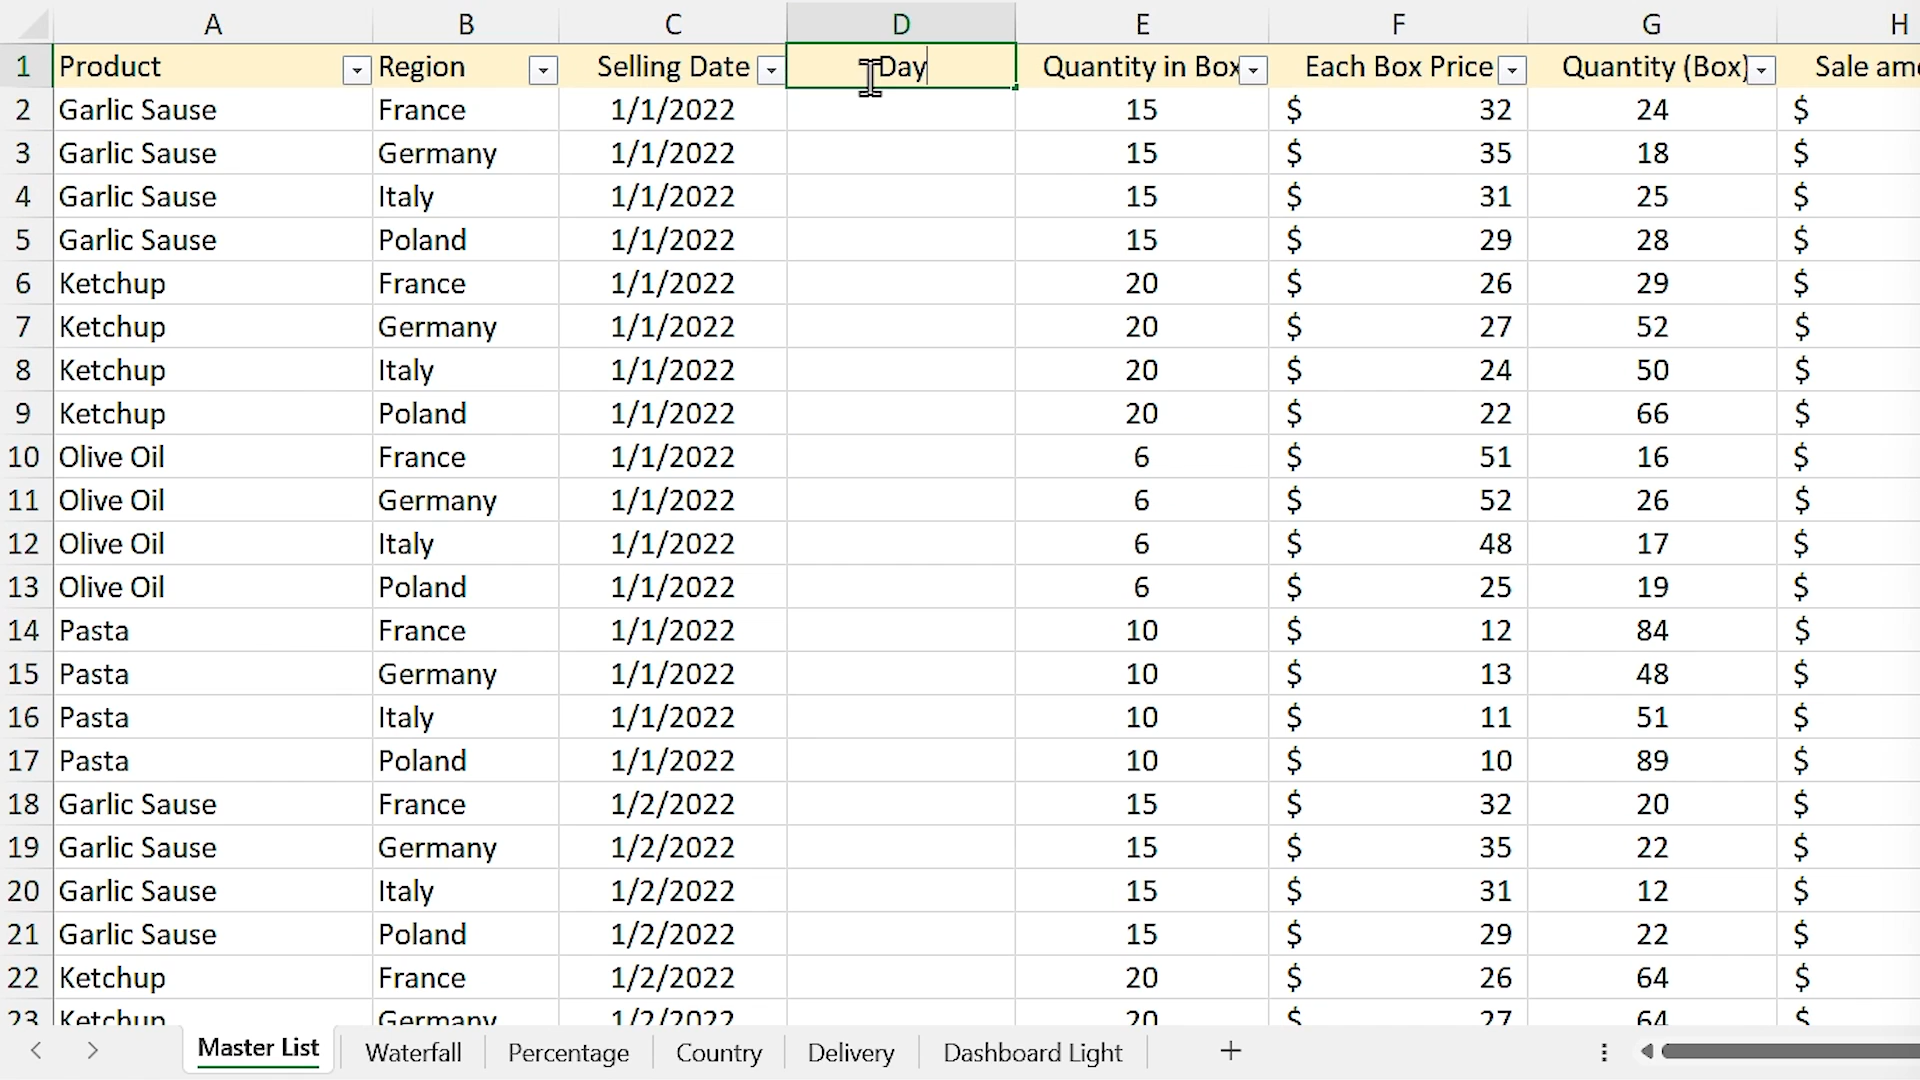 A B C D E F G H
1 Product Region Selling Date Day Quantity in Box Each Box Price Quantity (Box) Sale am
2 Garlic Sause France 1/1/2022 15 $ 32 24 $
3 Garlic Sause Germany 1/1/2022 15 $ 35 18 $
4 Garlic Sause Italy 1/1/2022 15 $ 31 25 $
5 Garlic Sause Poland 1/1/2022 15 $ 29 28 $
6 Ketchup France 1/1/2022 20 $ 26 29 $
7 Ketchup Germany 1/1/2022 20 $ 27 52 $
8 Ketchup Italy 1/1/2022 20 $ 24 50 $
9 Ketchup Poland 1/1/2022 20 $ 22 66 $
10 Olive Oil France 1/1/2022 6 $ 51 16 $
11 Olive Oil Germany 1/1/2022 6 $ 52 26 $
12 Olive Oil Italy 1/1/2022 6 $ 48 17 $
13 Olive Oil Poland 1/1/2022 6 $ 25 19 $
14 Pasta France 1/1/2022 10 $ 12 84 $
15 Pasta Germany 1/1/2022 10 $ 13 48 $
16 Pasta Italy 1/1/2022 10 $ 11 51 $
17 Pasta Poland 1/1/2022 10 $ 10 89 $
18 Garlic Sause France 1/2/2022 15 $ 32 20 $
19 Garlic Sause Germany 1/2/2022 15 $ 35 22 $
20 Garlic Sause Italy 1/2/2022 15 $ 31 12 $
21 Garlic Sause Poland 1/2/2022 15 $ 29 22 $
22 Ketchup France 1/2/2022 20 $ 26 64 $
23 Ketchup Germany 1/2/2022 20 $ 27 64 $
Master List Waterfall Percentage Country Delivery Dashboard Light